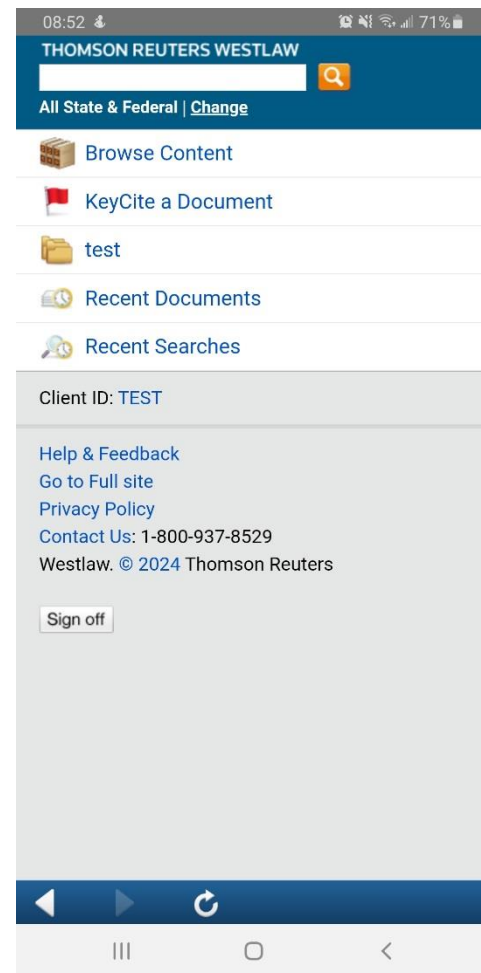 08:52 71%
THOMSON REUTERS WESTLAW
All State & Federal | Change
Browse Content
KeyCite a Document
test
Recent Documents
Recent Searches
Client ID: TEST
Help & Feedback
Go to Full site
Privacy Policy
Contact Us: 1-800-937-8529
Westlaw. © 2024 Thomson Reuters
Sign off